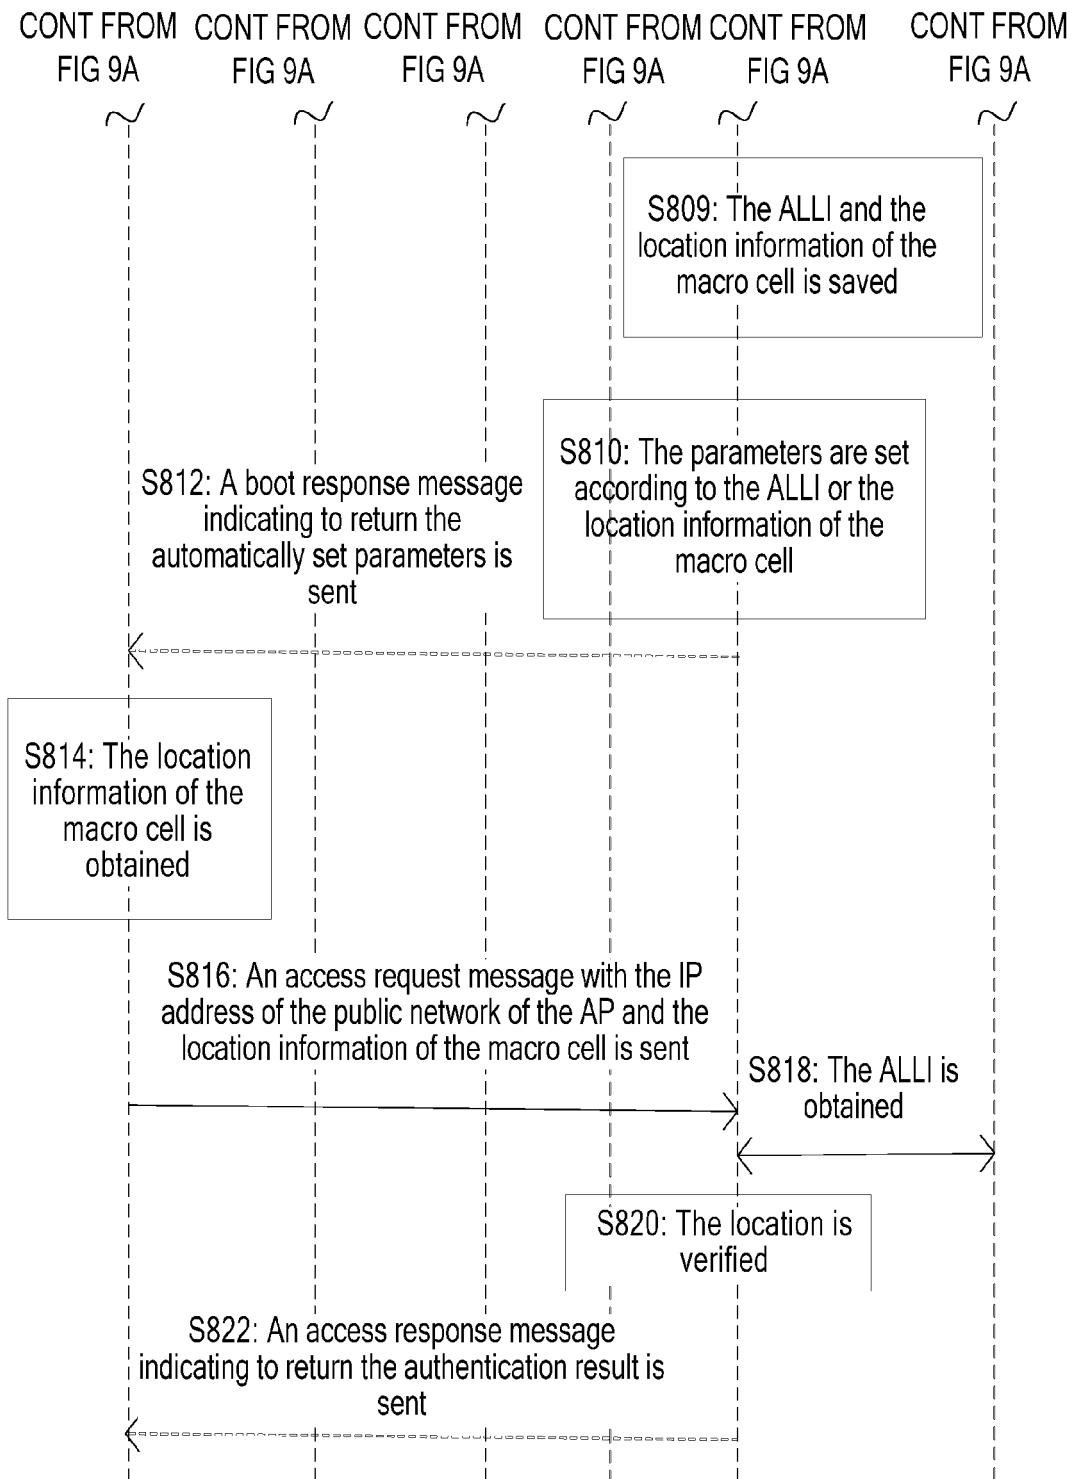 CONT FROM
FIG 9A
CONT FROM
FIG 9A
CONT FROM
FIG 9A
CONT FROM
FIG 9A
CONT FROM
FIG 9A
CONT FROM
FIG 9A
S809: The ALLI and the
location information of the
macro cell is saved
S810: The parameters are set
according to the ALLI or the
location information of the
macro cell
S812: A boot response message
indicating to return the
automatically set parameters is
sent
S814: The location
information of the
macro cell is
obtained
S816: An access request message with the IP
address of the public network of the AP and the
location information of the macro cell is sent
S818: The ALLI is
obtained
S820: The location is
verified
S822: An access response message
indicating to return the authentication result is
sent